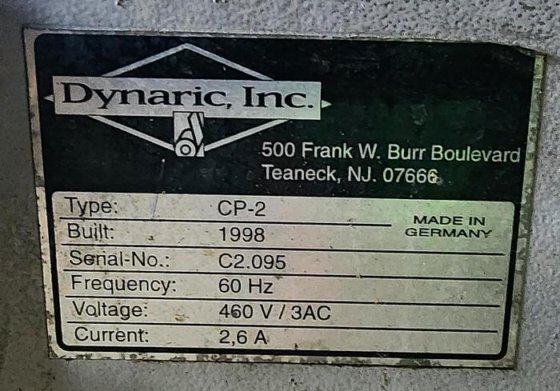 Dynaric, Inc.
500 Frank W. Burr Boulevard
Teaneck, NJ. 07666
Type: CP-2
MADE IN
GERMANY
Built: 1998
Serial-No.: C2.095
Frequency: 60 Hz
Voltage: 460 V / 3AC
Current: 2,6 A